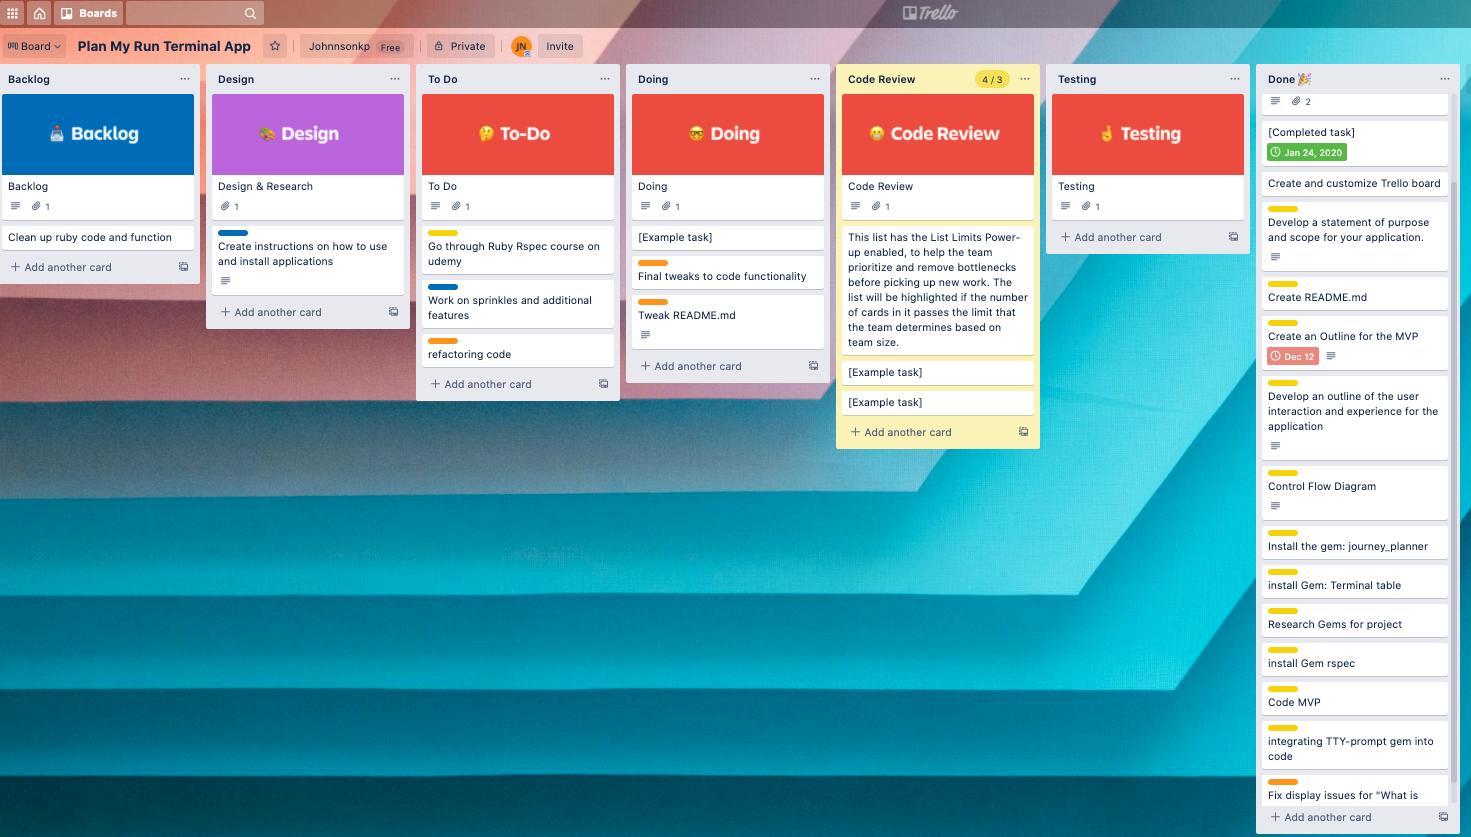 Boards
Trello
Board
Plan My Run Terminal App
Johnnsonkp Free
Private
JN
Invite
Backlog
Backlog
Backlog
1
Clean up ruby code and function
+ Add another card
Design
Design
Design & Research
1
Create instructions on how to use
and install applications
+ Add another card
To Do
To-Do
To Do
1
Go through Ruby Rspec course on
udemy
Work on sprinkles and additional
features
refactoring code
+ Add another card
Doing
Doing
Doing
1
[Example task]
Final tweaks to code functionality
Tweak README.md
+ Add another card
Code Review
4 / 3
Code Review
Code Review
1
This list has the List Limits Power-
up enabled, to help the team
prioritize and remove bottlenecks
before picking up new work. The
list will be highlighted if the number
of cards in it passes the limit that
the team determines based on
team size.
[Example task]
[Example task]
+ Add another card
Testing
Testing
Testing
1
+ Add another card
Done 🎉
2
[Completed task]
Jan 24, 2020
Create and customize Trello board
Develop a statement of purpose
and scope for your application.
Create README.md
Create an Outline for the MVP
Dec 12
Develop an outline of the user
interaction and experience for the
application
Control Flow Diagram
Install the gem: journey_planner
install Gem: Terminal table
Research Gems for project
install Gem rspec
Code MVP
integrating TTY-prompt gem into
code
Fix display issues for "What is
+ Add another card